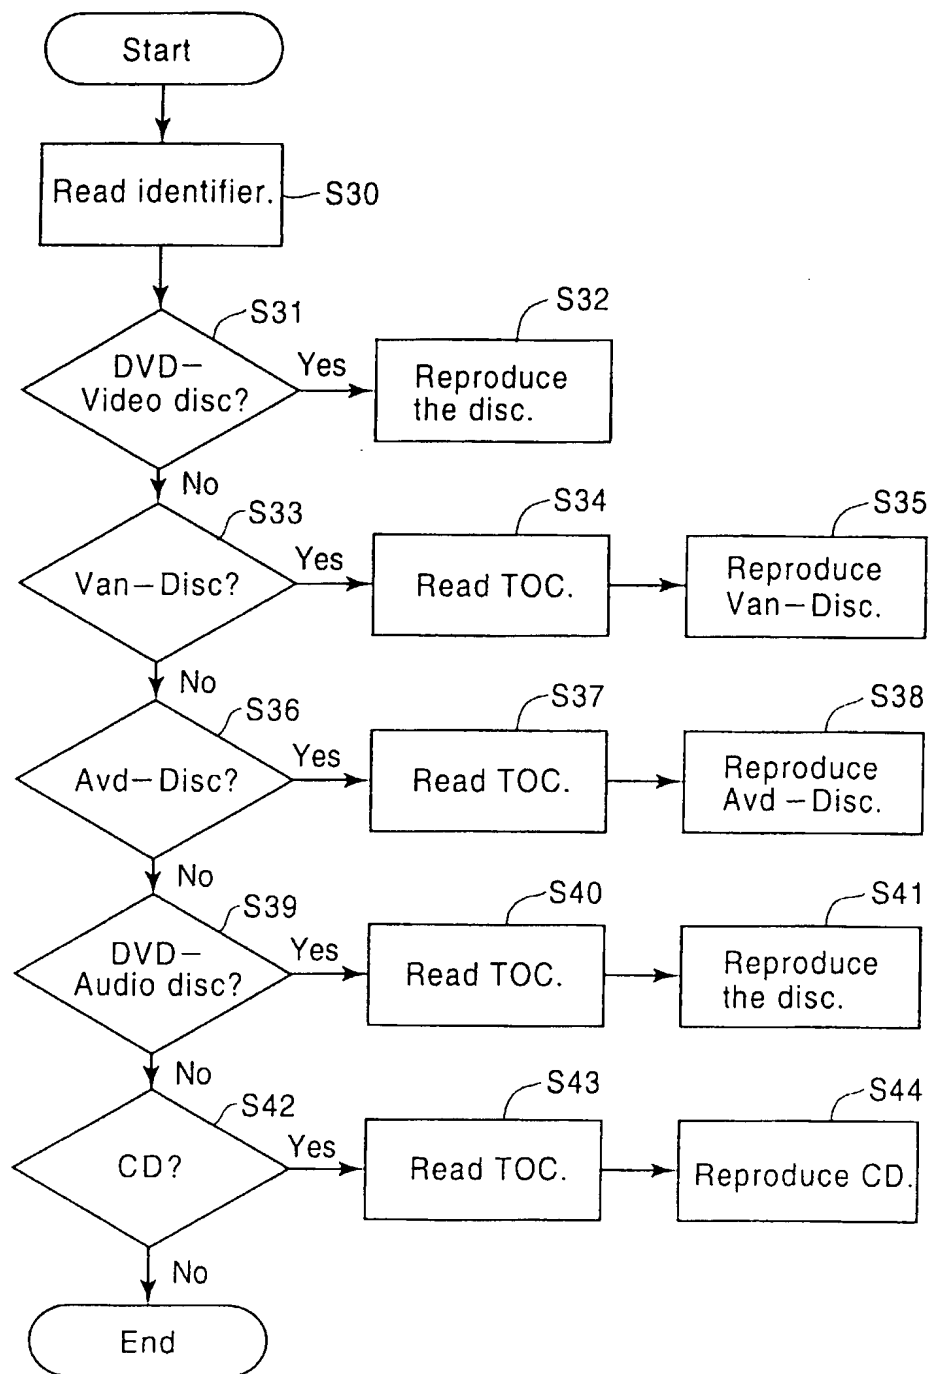 Start
Read identifier.
S30
S31
S32
DVD–
Video disc?
Yes
Reproduce
the disc.
No
S33
S34
S35
Van–Disc?
Yes
Read TOC.
Reproduce
Van–Disc.
No
S36
S37
S38
Avd–Disc?
Yes
Read TOC.
Reproduce
Avd –Disc.
No
S39
S40
S41
DVD–
Audio disc?
Yes
Read TOC.
Reproduce
the disc.
No
S42
S43
S44
CD?
Yes
Read TOC.
Reproduce CD.
No
End